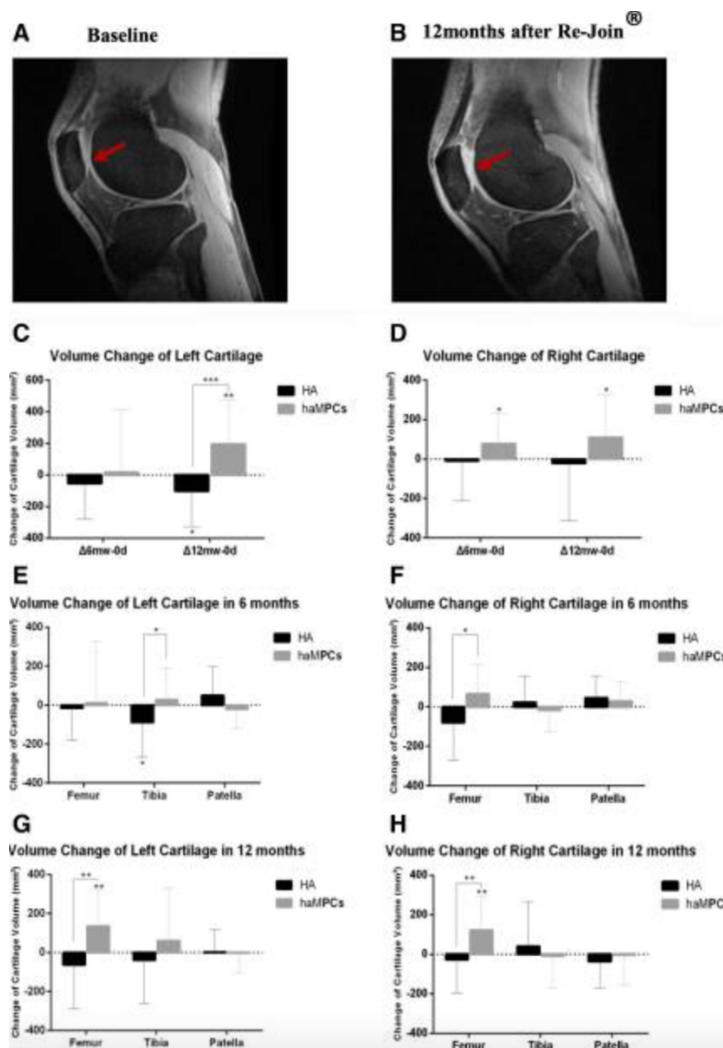 A Baseline
B 12months after Re-Join®
C
Volume Change of Left Cartilage
Change of Cartilage Volume (mm³)
600
400
200
0
-200
-400
***
**
*
HA
haMPCs
Δ6mw-0d
Δ12mw-0d
D
Volume Change of Right Cartilage
Change of Cartilage Volume (mm³)
400
200
0
-200
-400
*
*
HA
haMPCs
Δ6mw-0d
Δ12mw-0d
E
Volume Change of Left Cartilage in 6 months
Change of Cartilage Volume (mm³)
400
200
0
-200
-400
*
*
HA
haMPCs
Femur
Tibia
Patella
F
Volume Change of Right Cartilage in 6 months
Change of Cartilage Volume (mm³)
400
200
0
-200
-400
*
HA
haMPCs
Femur
Tibia
Patella
G
Volume Change of Left Cartilage in 12 months
Change of Cartilage Volume (mm³)
400
200
0
-200
-400
**
**
HA
haMPCs
Femur
Tibia
Patella
H
Volume Change of Right Cartilage in 12 months
Change of Cartilage Volume (mm³)
400
200
0
-200
-400
**
**
HA
haMPC
Femur
Tibia
Patella